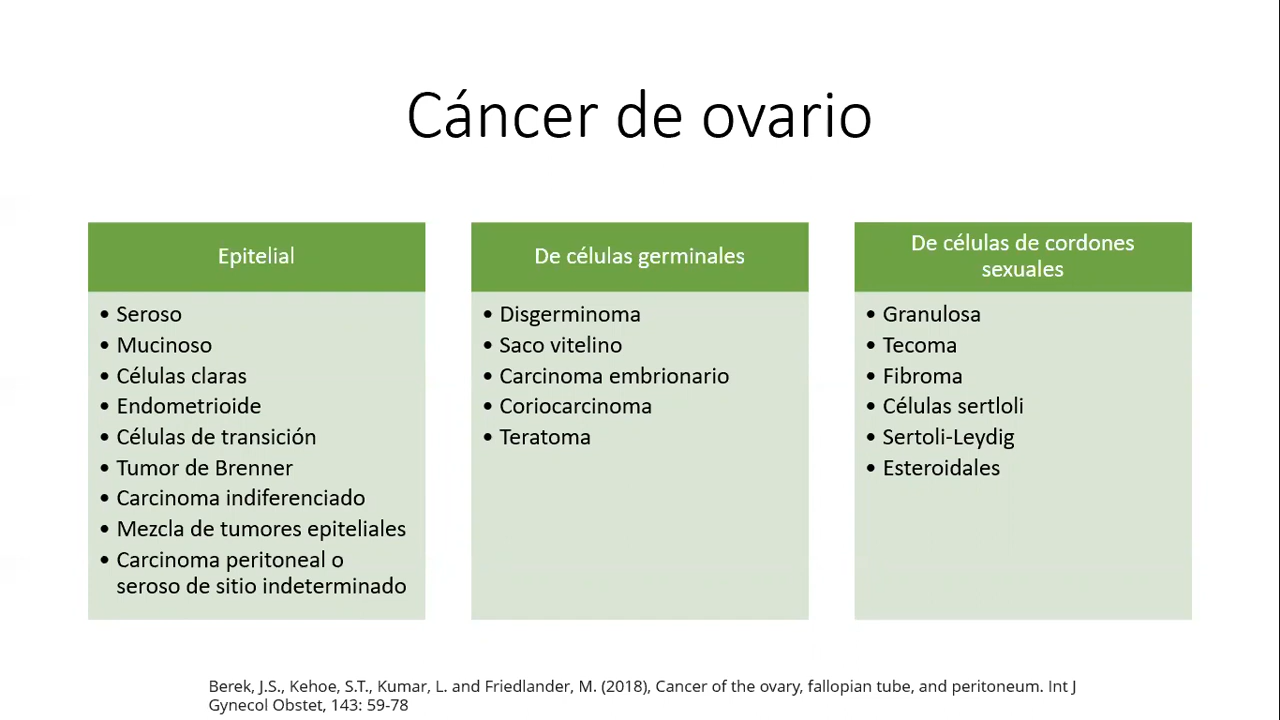 Cáncer de ovario
Epitelial
• Seroso
• Mucinoso
• Células claras
• Endometrioide
• Células de transición
• Tumor de Brenner
• Carcinoma indiferenciado
• Mezcla de tumores epiteliales
• Carcinoma peritoneal o
seroso de sitio indeterminado
De células germinales
• Disgerminoma
• Saco vitelino
• Carcinoma embrionario
• Coriocarcinoma
• Teratoma
De células de cordones
sexuales
• Granulosa
• Tecoma
• Fibroma
• Células sertloli
• Sertoli-Leydig
• Esteroidales
Berek, J.S., Kehoe, S.T., Kumar, L. and Friedlander, M. (2018), Cancer of the ovary, fallopian tube, and peritoneum. Int J
Gynecol Obstet, 143: 59-78